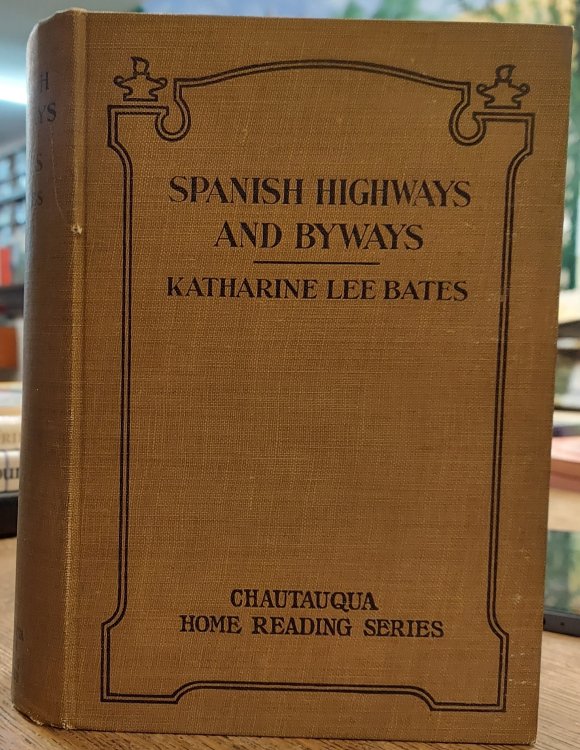 SPANISH HIGHWAYS
AND BYWAYS
KATHARINE LEE BATES
CHAUTAUQUA
HOME READING SERIES